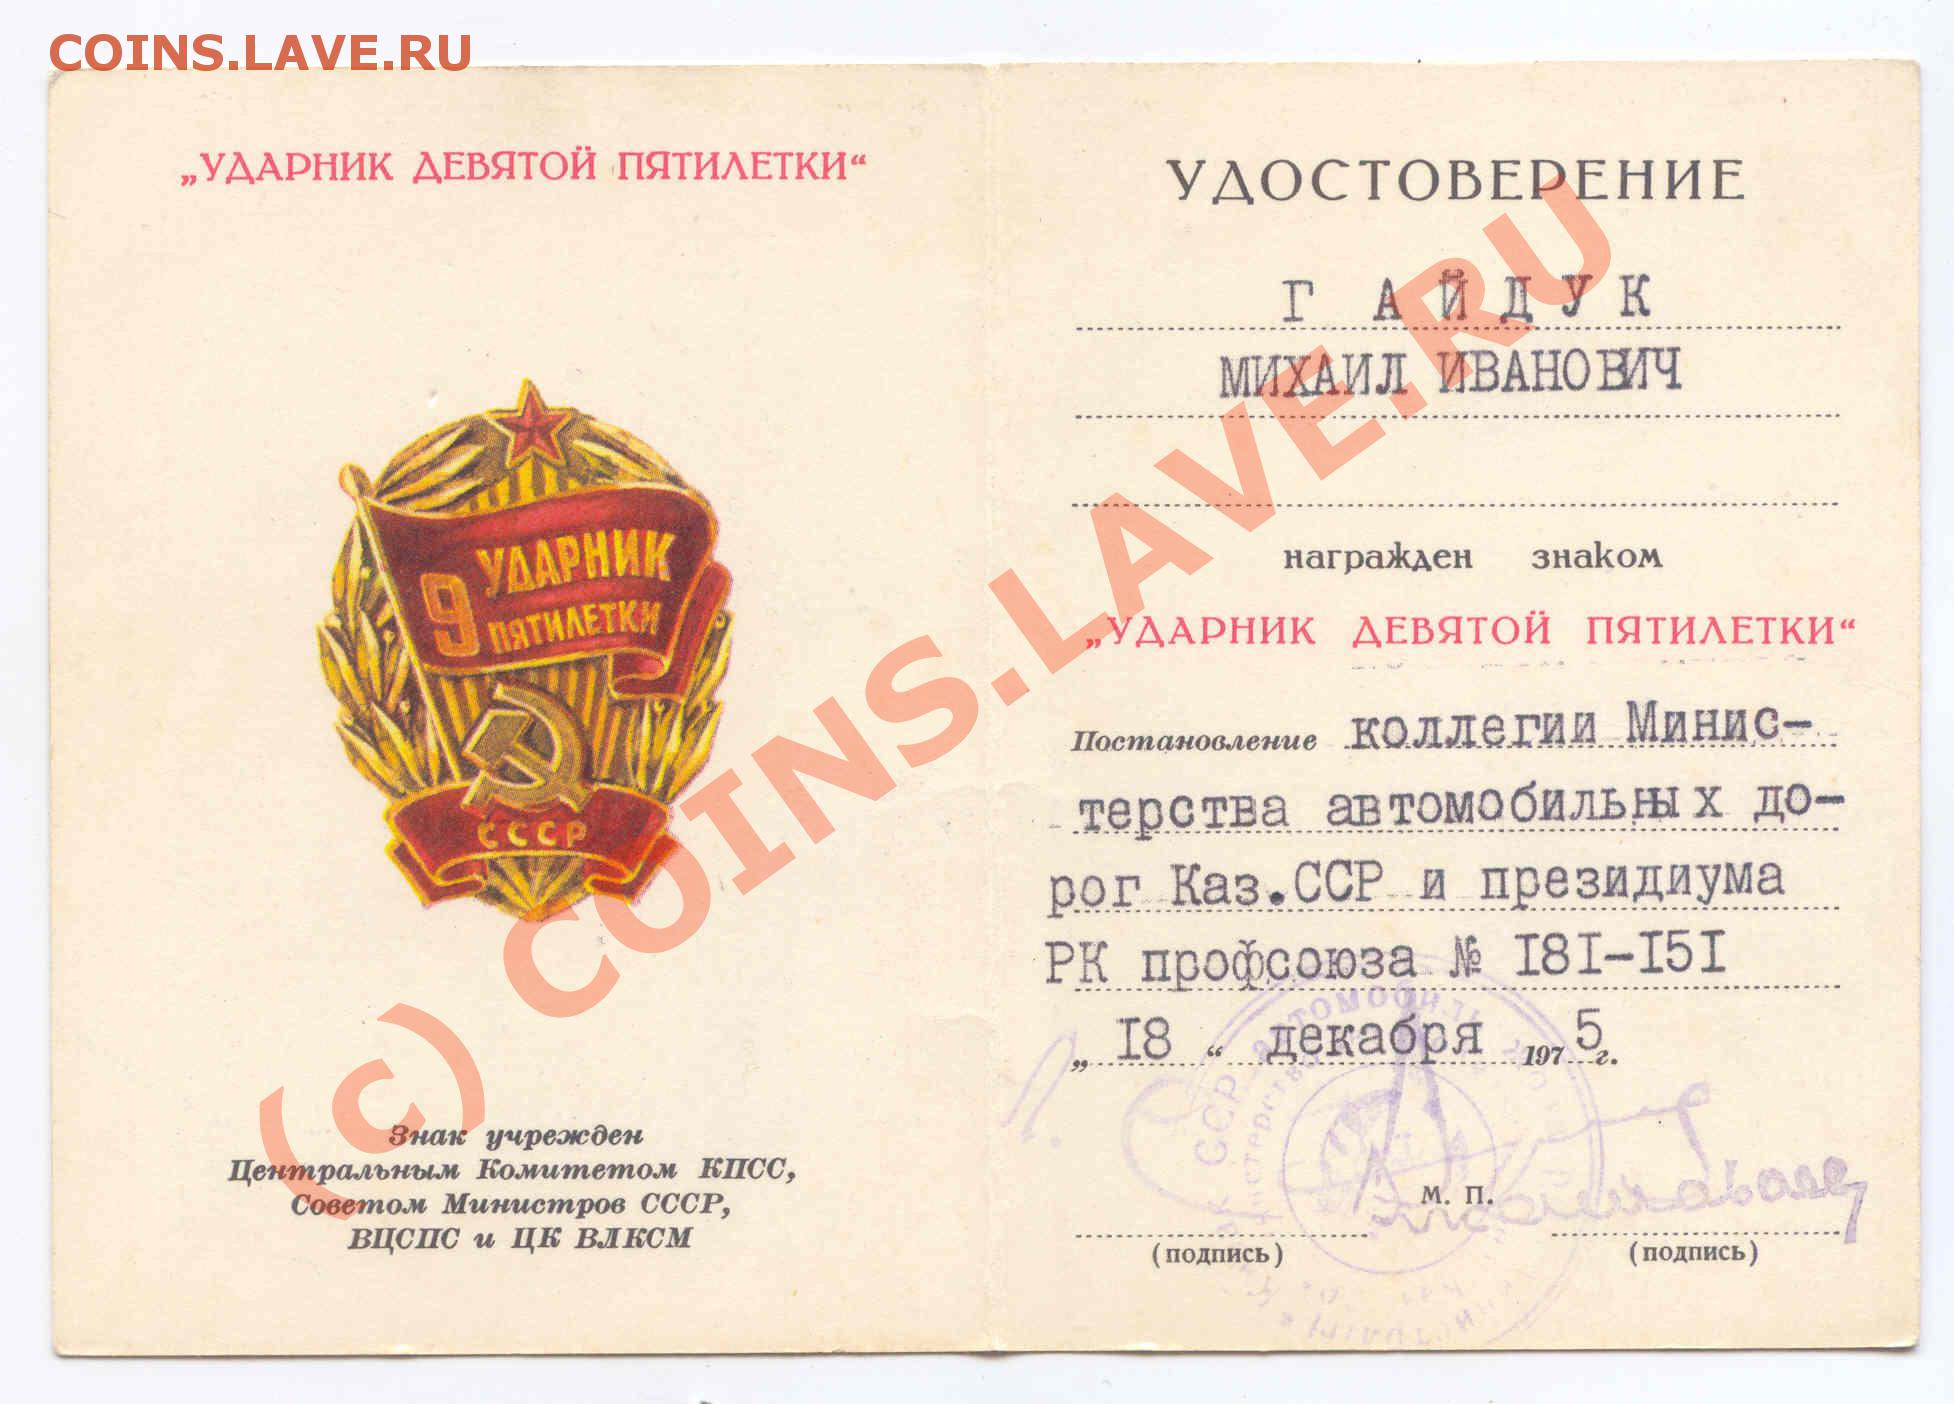 COINS.LAVE.RU
„УДАРНИК ДЕВЯТОЙ ПЯТИЛЕТКИ“
9 УДАРНИК
ПЯТИЛЕТКИ
СССР
Знак учрежден
Центральным Комитетом КПСС,
Советом Министров СССР,
ВЦСПС и ЦК ВЛКСМ
УДОСТОВЕРЕНИЕ
Г А Й Д У К
МИХАИЛ ИВАНОВИЧ
награжден знаком
„УДАРНИК ДЕВЯТОЙ ПЯТИЛЕТКИ“
Постановление коллегии Минис-
терства автомобильных до-
рог Каз.ССР и президиума
РК профсоюза № I8I-I5I
„ I8 “ декабря 197 5 г.
М. П.
(подпись) (подпись)
(c) COINS.LAVE.RU